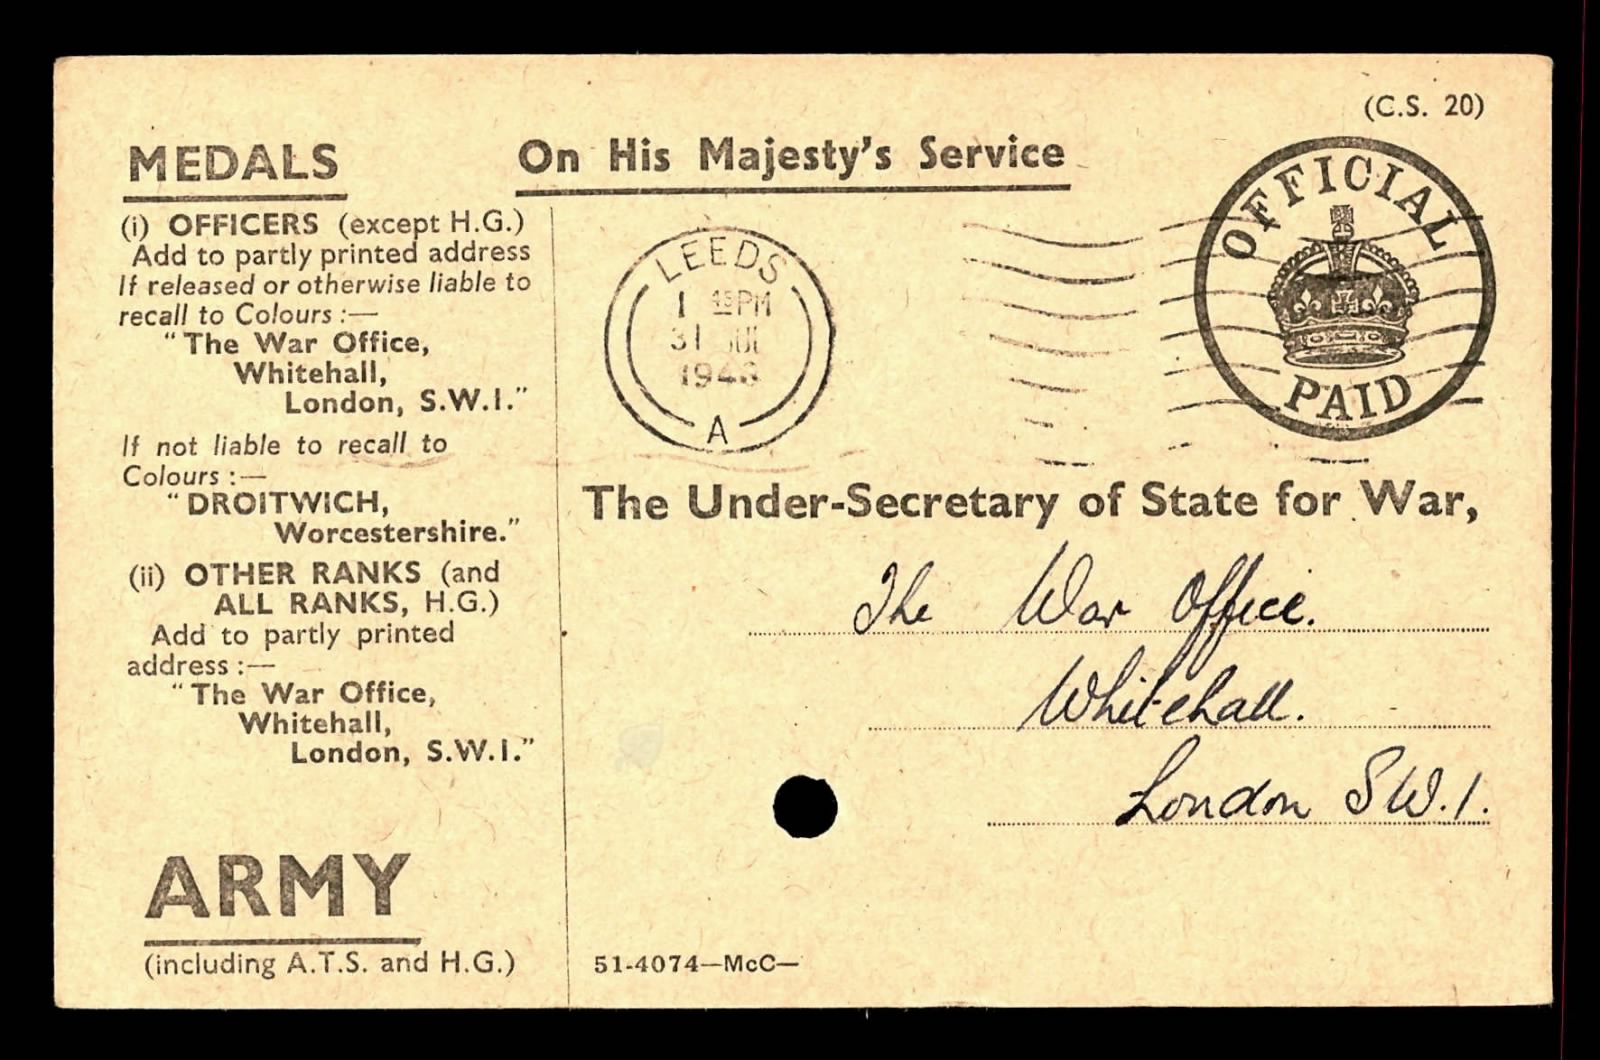 (C.S. 20)
MEDALS
On His Majesty's Service
(i) OFFICERS (except H.G.)
Add to partly printed address
If released or otherwise liable to
recall to Colours :—
"The War Office,
Whitehall,
London, S.W.I."
If not liable to recall to
Colours :—
"DROITWICH,
Worcestershire."
(ii) OTHER RANKS (and
ALL RANKS, H.G.)
Add to partly printed
address :—
"The War Office,
Whitehall,
London, S.W.I."
ARMY
(including A.T.S. and H.G.)
LEEDS
1 45 PM
31 JUL
A
OFFICIAL
PAID
The Under-Secretary of State for War,
The War Office.
Whitehall.
London S.W.1.
51-4074—McC—